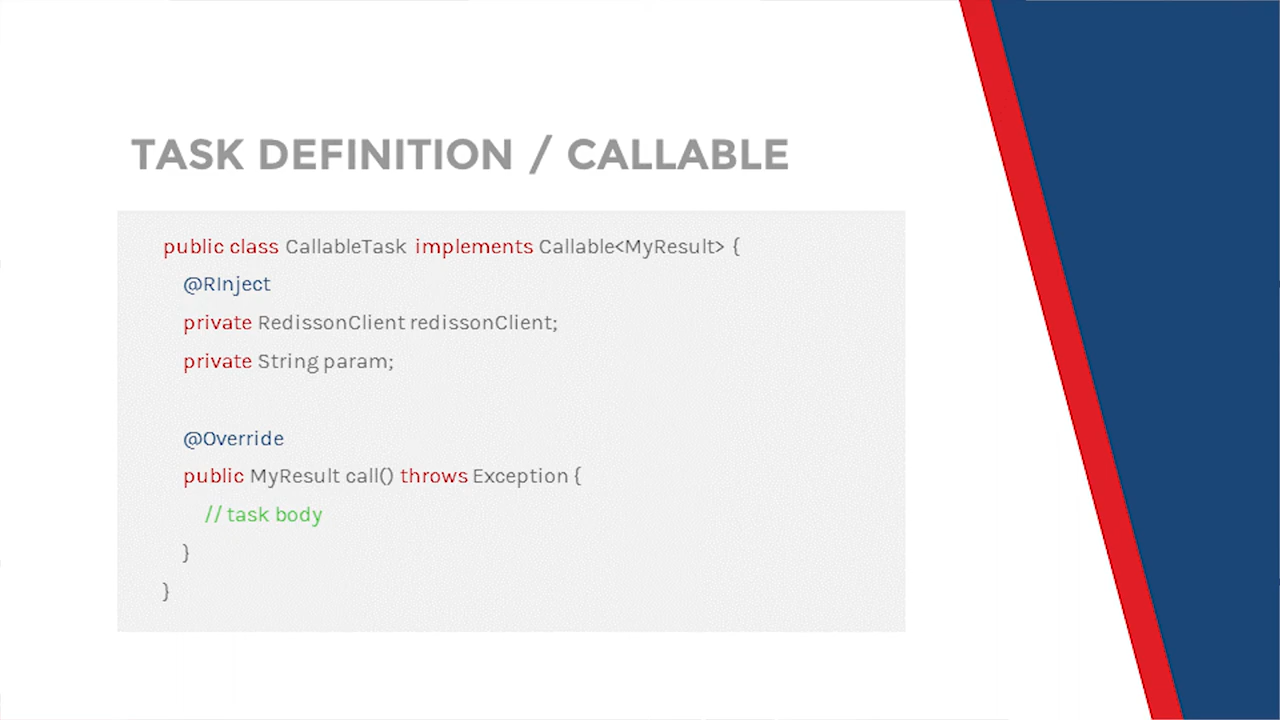 TASK DEFINITION / CALLABLE
public class CallableTask implements Callable<MyResult> {
@RInject
private RedissonClient redissonClient;
private String param;
@Override
public MyResult call() throws Exception {
// task body
}
}